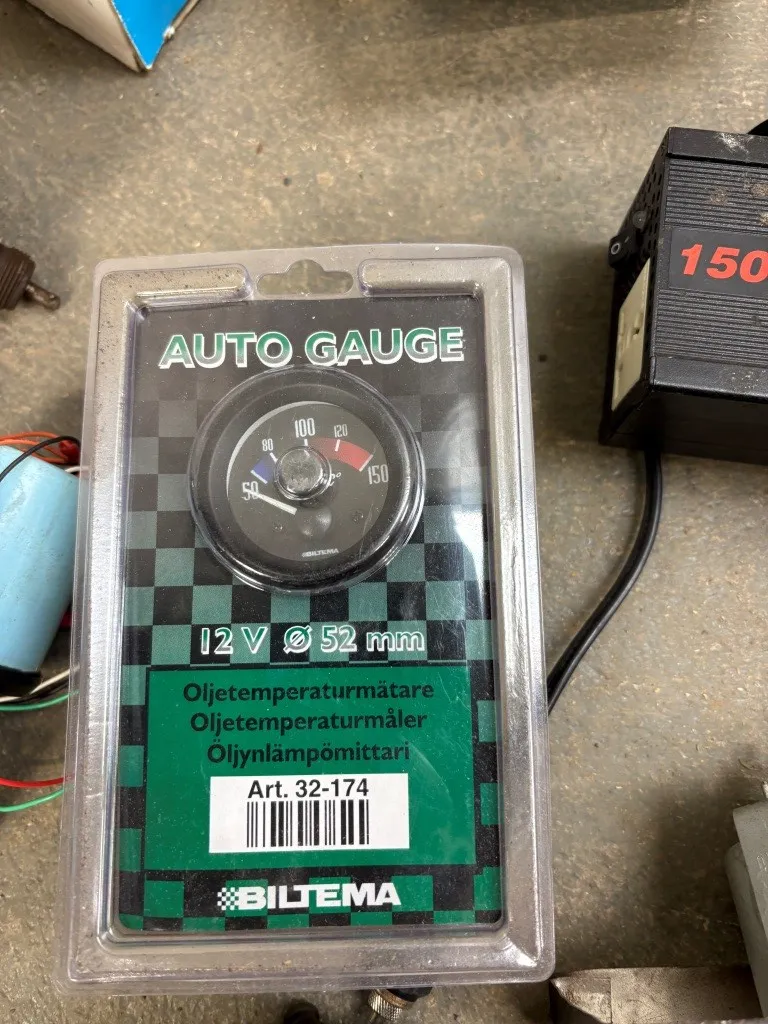 AUTO GAUGE
100
80
120
50
150
BILTEMA
12 V Ø 52 mm
Oljetemperaturmätare
Oljetemperaturmåler
Öljynlämpömittari
Art. 32-174
BILTEMA
150